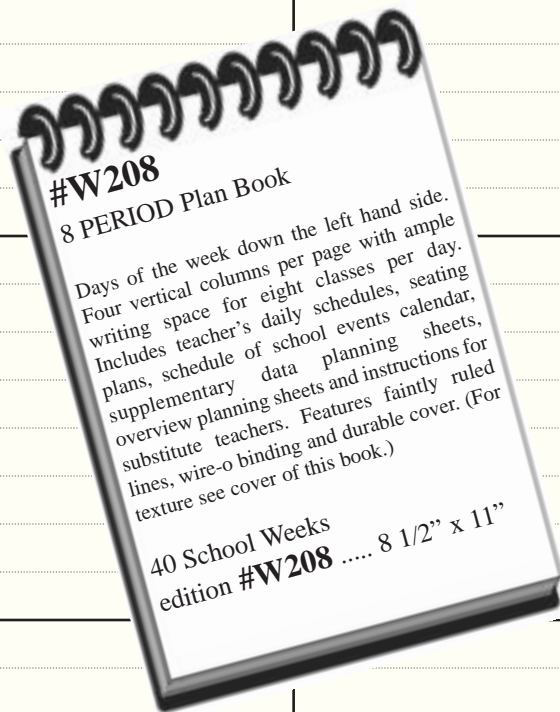 #W208
8 PERIOD Plan Book
Days of the week down the left hand side.
Four vertical columns per page with ample
writing space for eight classes per day.
Includes teacher’s daily schedules, seating
plans, schedule of school events calendar,
supplementary data planning sheets,
overview planning sheets and instructions for
substitute teachers. Features faintly ruled
lines, wire-o binding and durable cover. (For
texture see cover of this book.)
40 School Weeks
edition #W208 ..... 8 1/2” x 11”